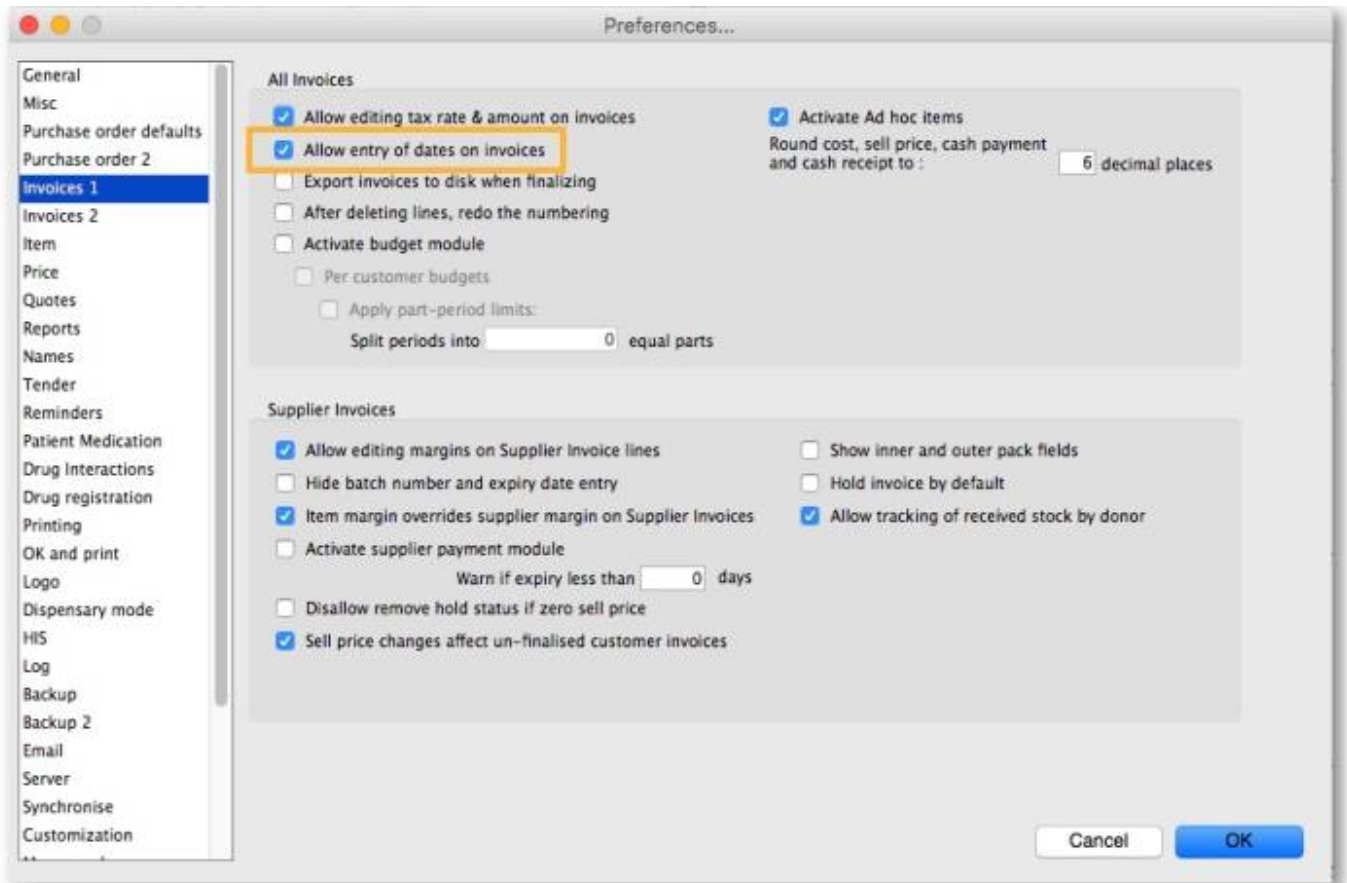 Preferences...
General
Misc
Purchase order defaults
Purchase order 2
Invoices 1
Invoices 2
Item
Price
Quotes
Reports
Names
Tender
Reminders
Patient Medication
Drug Interactions
Drug registration
Printing
OK and print
Logo
Dispensary mode
HIS
Log
Backup
Backup 2
Email
Server
Synchronise
Customization
All Invoices
Allow editing tax rate & amount on invoices
Allow entry of dates on invoices
Export invoices to disk when finalizing
After deleting lines, redo the numbering
Activate budget module
Per customer budgets
Apply part-period limits:
Split periods into 0 equal parts
Activate Ad hoc items
Round cost, sell price, cash payment
and cash receipt to : 6 decimal places
Supplier Invoices
Allow editing margins on Supplier Invoice lines
Hide batch number and expiry date entry
Item margin overrides supplier margin on Supplier Invoices
Activate supplier payment module
Warn if expiry less than 0 days
Disallow remove hold status if zero sell price
Sell price changes affect un-finalised customer invoices
Show inner and outer pack fields
Hold invoice by default
Allow tracking of received stock by donor
Cancel
OK